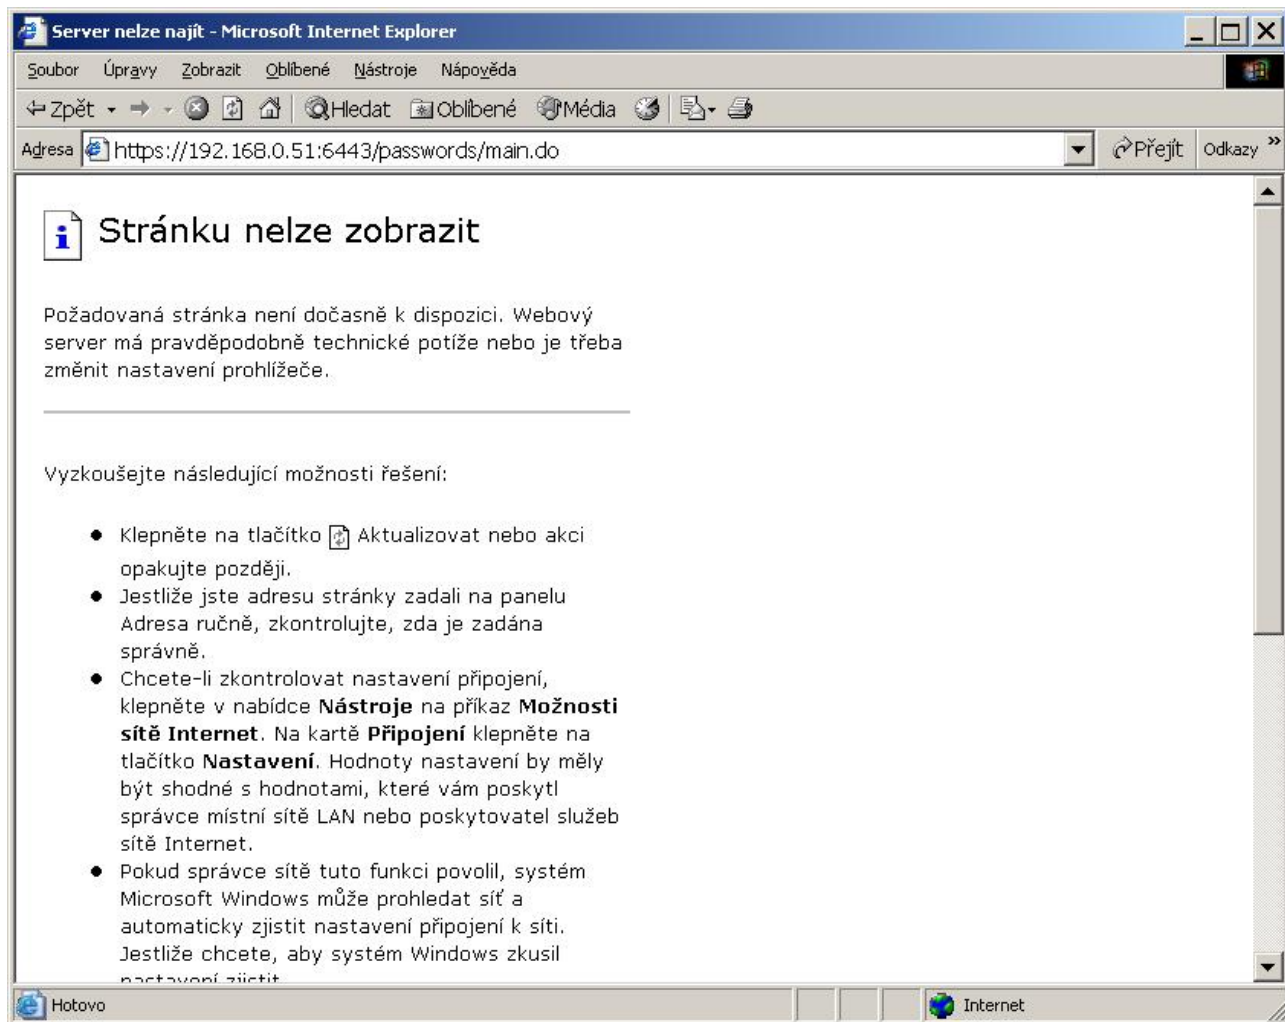 Server nelze najít - Microsoft Internet Explorer
Soubor Úpravy Zobrazit Oblíbené Nástroje Nápověda
Zpět Hledat Oblíbené Média
Adresa https://192.168.0.51:6443/passwords/main.do Přejít Odkazy »
Stránku nelze zobrazit
Požadovaná stránka není dočasně k dispozici. Webový
server má pravděpodobně technické potíže nebo je třeba
změnit nastavení prohlížeče.
Vyzkoušejte následující možnosti řešení:
Klepněte na tlačítko Aktualizovat nebo akci
opakujte později.
Jestliže jste adresu stránky zadali na panelu
Adresa ručně, zkontrolujte, zda je zadána
správně.
Chcete-li zkontrolovat nastavení připojení,
klepněte v nabídce Nástroje na příkaz Možnosti
sítě Internet. Na kartě Připojení klepněte na
tlačítko Nastavení. Hodnoty nastavení by měly
být shodné s hodnotami, které vám poskytl
správce místní sítě LAN nebo poskytovatel služeb
sítě Internet.
Pokud správce sítě tuto funkci povolil, systém
Microsoft Windows může prohledat síť a
automaticky zjistit nastavení připojení k síti.
Jestliže chcete, aby systém Windows zkusil
nastavení zjistit
Hotovo Internet